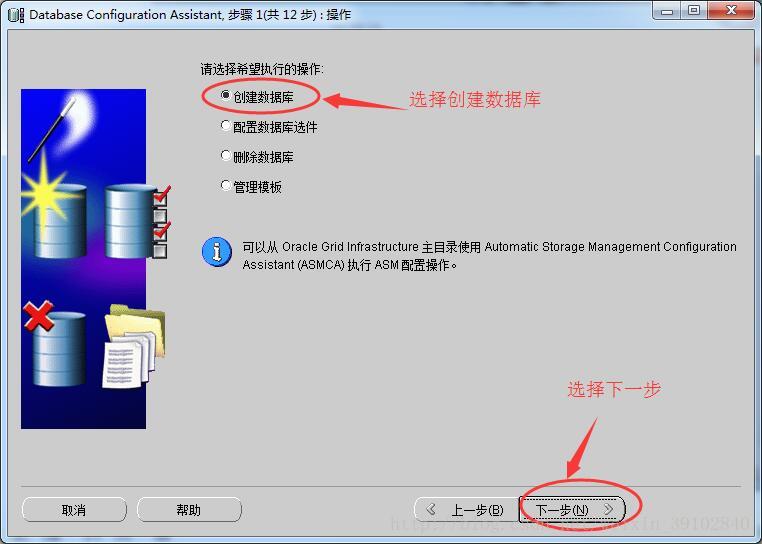 Database Configuration Assistant, 步骤 1(共 12 步) : 操作
请选择希望执行的操作:
创建数据库
选择创建数据库
配置数据库选件
删除数据库
管理模板
可以从 Oracle Grid Infrastructure 主目录使用 Automatic Storage Management Configuration
Assistant (ASMCA) 执行 ASM 配置操作。
选择下一步
取消
帮助
上一步(B)
下一步(N)